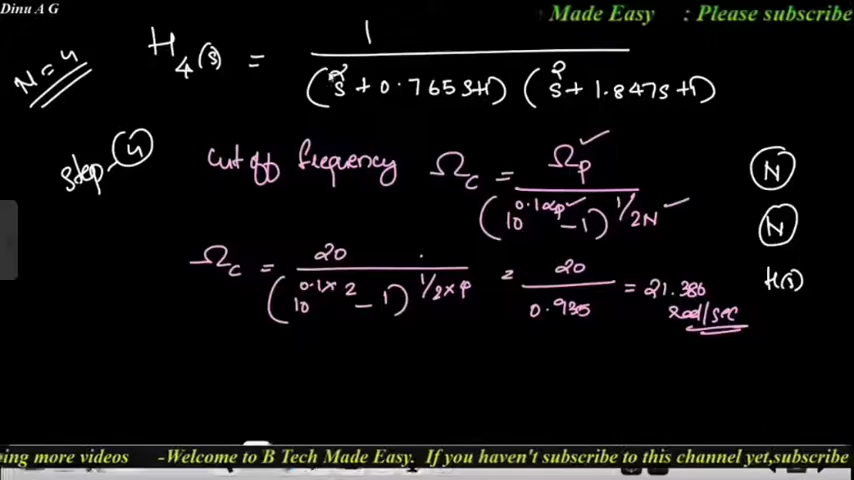 Dinu A G
Made Easy : Please subscribe
N=4
H₄(s) = 1 / (s² + 0.765s+1) (s² + 1.847s+1)
step 4
cut off frequency Ωc = Ωp / (10^0.1αp − 1)^1/2N
N
N
Ωc = 20 / (10^0.1×2 − 1)^1/2×4 = 20 / 0.935 = 21.386 rad/sec
H(s)
ing more videos -Welcome to B Tech Made Easy. If you haven't subscribe to this channel yet,subscribe